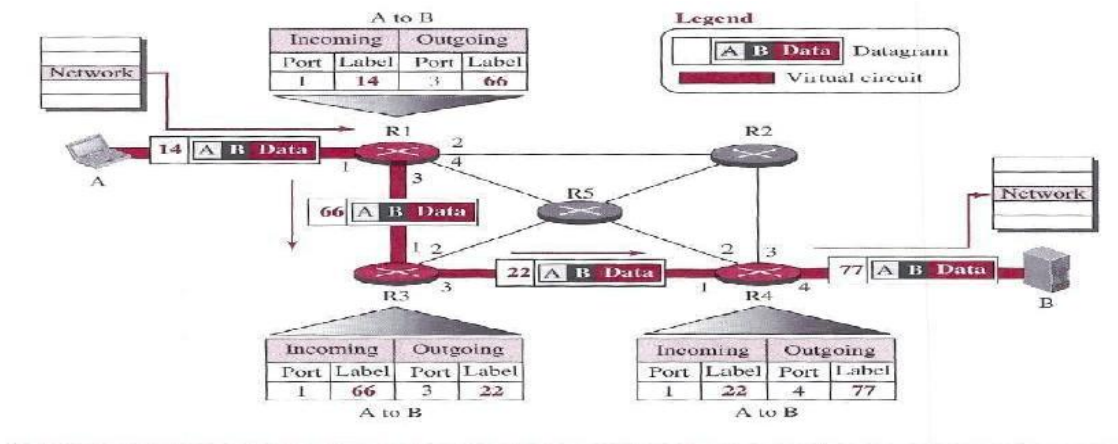 A to B
Incoming Outgoing
Port Label Port Label
1 14 3 66
Legend
A B Data Datagram
Virtual circuit
Network
R1
R2
14 A B Data
1
2
4
3
A
Network
R5
66 A B Data
1 2
2
3
R3
3
22 A B Data
1
R4
4
77 A B Data
B
Incoming Outgoing
Port Label Port Label
1 66 3 22
A to B
Incoming Outgoing
Port Label Port Label
1 22 4 77
A to B